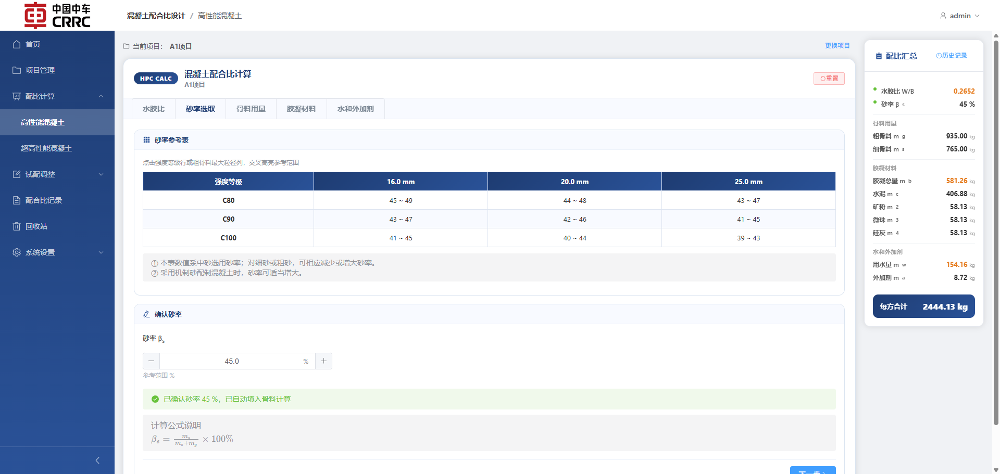 中国中车
CRRC
混凝土配合比设计 / 高性能混凝土
admin
首页
项目管理
配比计算
高性能混凝土
超高性能混凝土
试配调整
配合比记录
回收站
系统设置
当前项目： A1项目
更换项目
HPC CALC
混凝土配合比计算
A1项目
重置
水胶比
砂率选取
骨料用量
胶凝材料
水和外加剂
砂率参考表
点击强度等级行或粗骨料最大粒径列，交叉高亮参考范围
强度等级 16.0 mm 20.0 mm 25.0 mm
C80 45 ~ 49 44 ~ 48 43 ~ 47
C90 43 ~ 47 42 ~ 46 41 ~ 45
C100 41 ~ 45 40 ~ 44 39 ~ 43
① 本表数值系中砂选用砂率；对细砂或粗砂，可相应减少或增大砂率。
② 采用机制砂配制混凝土时，砂率可适当增大。
确认砂率
砂率 βs
45.0 %
参考范围 %
已确认砂率 45 %，已自动填入骨料计算
计算公式说明
βs = ms / (ms+mg) × 100%
下一步
配比汇总
历史记录
水胶比 W/B 0.2652
砂率 β s 45 %
骨料用量
粗骨料 m g 935.00 kg
细骨料 m s 765.00 kg
胶凝材料
胶凝总量 m b 581.26 kg
水泥 m c 406.88 kg
矿粉 m 2 58.13 kg
微珠 m 3 58.13 kg
硅灰 m 4 58.13 kg
水和外加剂
用水量 m w 154.16 kg
外加剂 m a 8.72 kg
每方合计 2444.13 kg